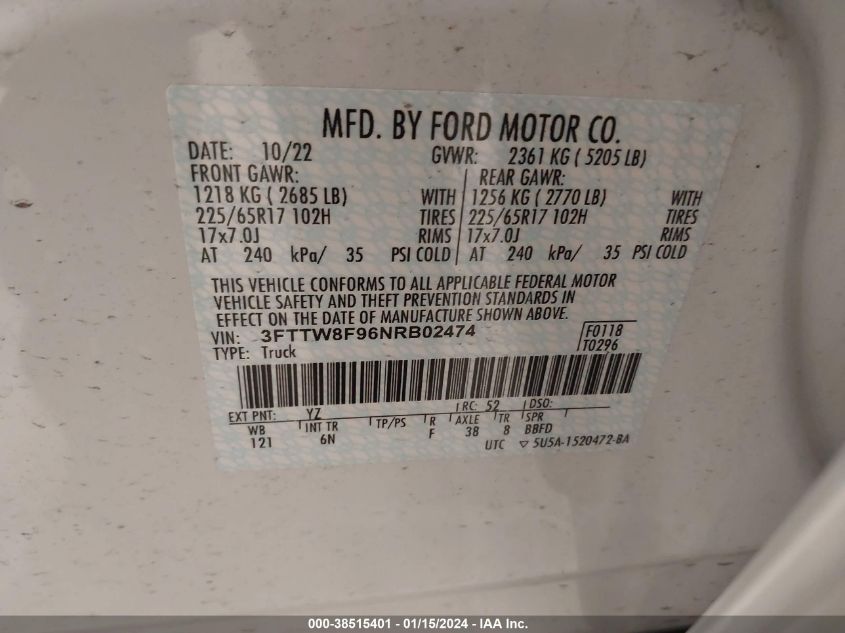 MFD. BY FORD MOTOR CO.
DATE: 10/22 GVWR: 2361 KG ( 5205 LB)
FRONT GAWR: REAR GAWR:
1218 KG ( 2685 LB) WITH 1256 KG ( 2770 LB) WITH
225/65R17 102H TIRES 225/65R17 102H TIRES
17x7.0J RIMS 17x7.0J RIMS
AT 240 kPa/ 35 PSI COLD AT 240 kPa/ 35 PSI COLD
THIS VEHICLE CONFORMS TO ALL APPLICABLE FEDERAL MOTOR
VEHICLE SAFETY AND THEFT PREVENTION STANDARDS IN
EFFECT ON THE DATE OF MANUFACTURE SHOWN ABOVE.
VIN: 3FTTW8F96NRB02474 F0118
TYPE: Truck T0296
EXT PNT: YZ RC: 52 DSO:
WB INT TR TP/PS R AXLE TR SPR
121 6N F 38 8 BBFD
UTC ▽ 5U5A-1520472-BA
000-38515401 - 01/15/2024 - IAA Inc.